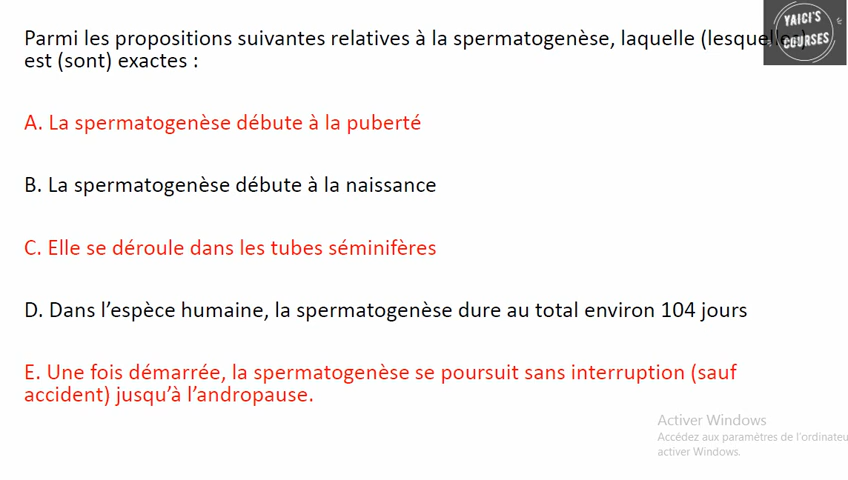 YAICI'S
COURSES
Parmi les propositions suivantes relatives à la spermatogenèse, laquelle (lesquelles)
est (sont) exactes :
A. La spermatogenèse débute à la puberté
B. La spermatogenèse débute à la naissance
C. Elle se déroule dans les tubes séminifères
D. Dans l'espèce humaine, la spermatogenèse dure au total environ 104 jours
E. Une fois démarrée, la spermatogenèse se poursuit sans interruption (sauf
accident) jusqu'à l'andropause.
Activer Windows
Accédez aux paramètres de l'ordinateu
activer Windows.